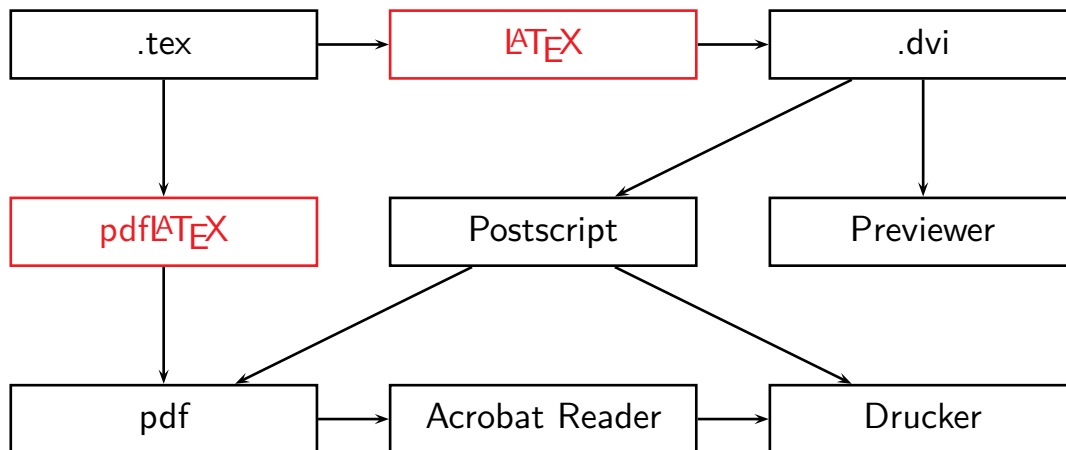 .tex
LATEX
.dvi
pdfLATEX
Postscript
Previewer
pdf
Acrobat Reader
Drucker